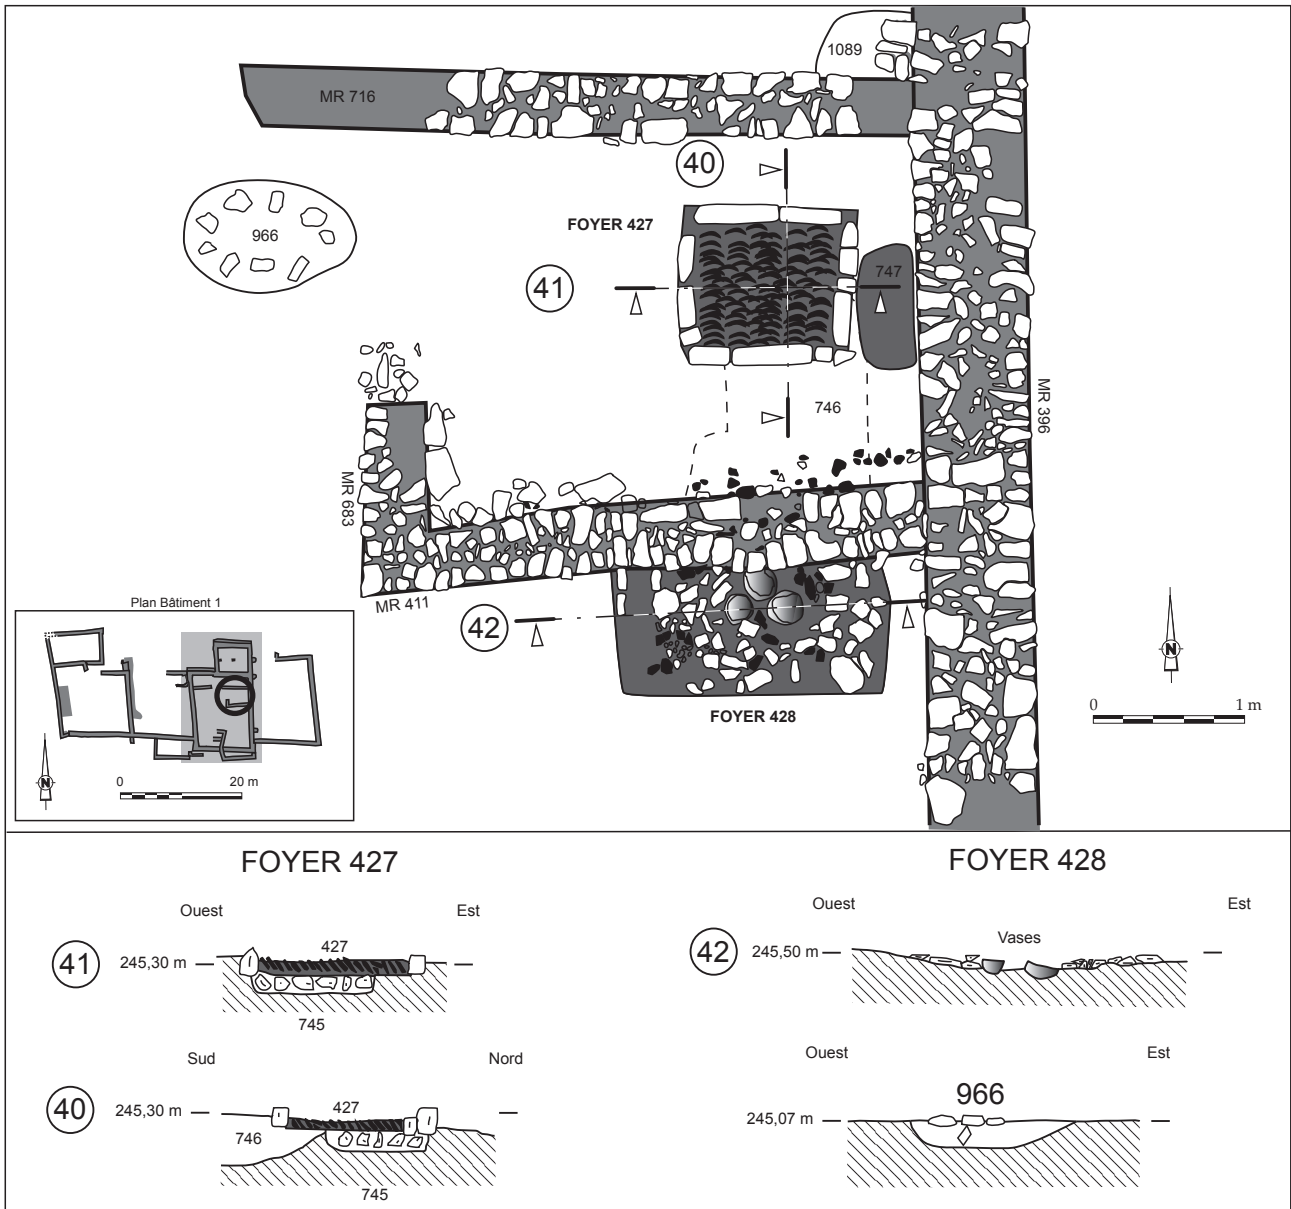 1089
MR 716
40
FOYER 427
966
41
747
746
MR 396
MR 683
MR 411
42
FOYER 428
Plan Bâtiment 1
N
0 20 m
N
0 1 m
FOYER 427
Ouest Est
41 245,30 m 427
745
Sud Nord
40 245,30 m 427
746
745
FOYER 428
Ouest Est
42 245,50 m Vases
Ouest Est
966
245,07 m